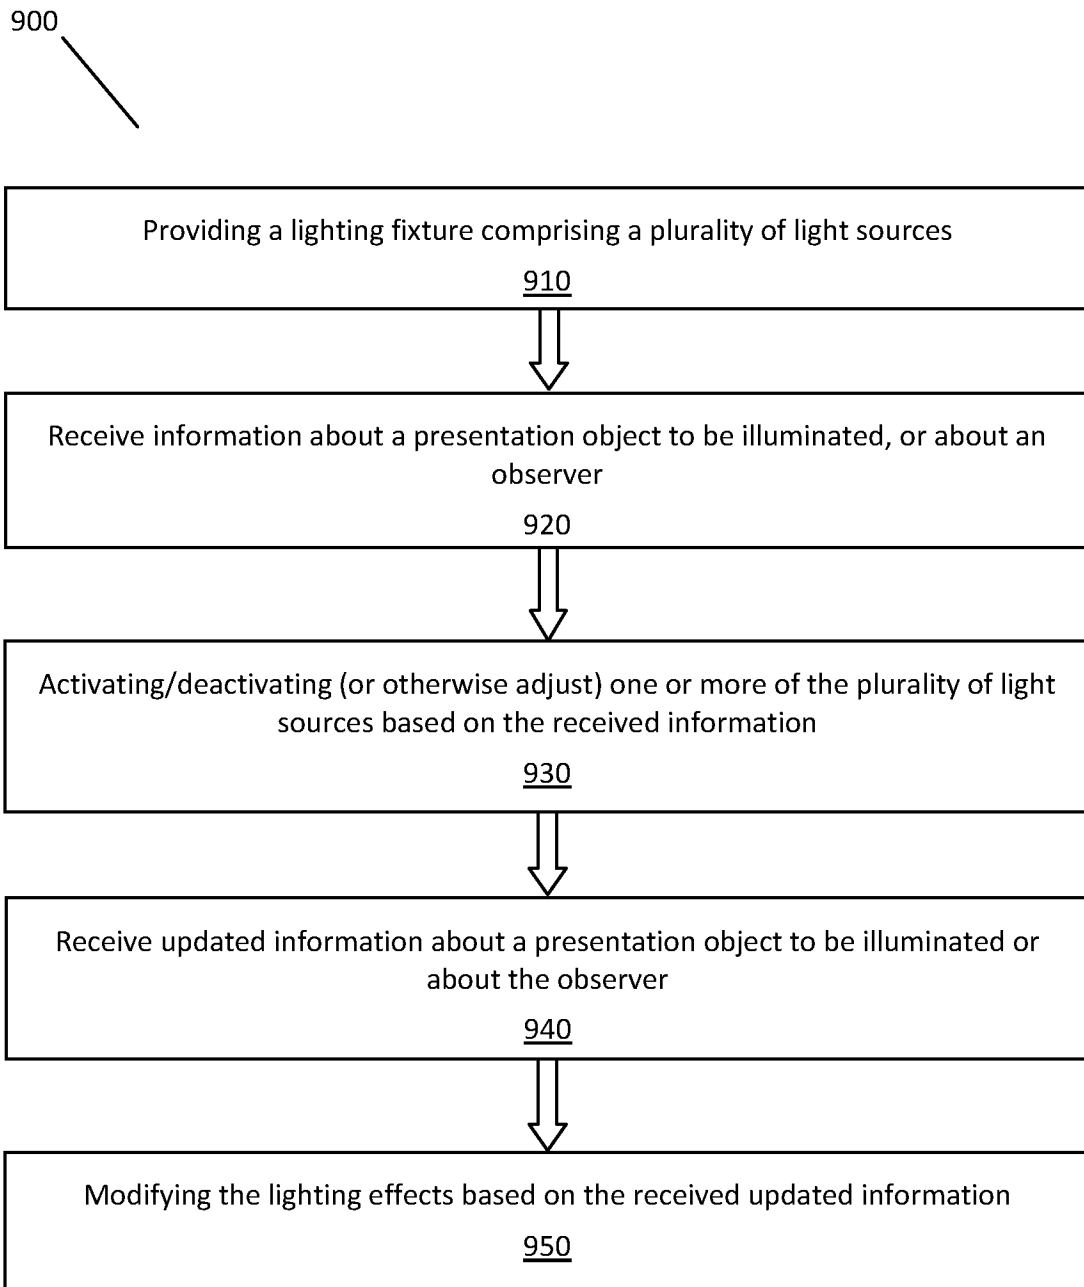 900
Providing a lighting fixture comprising a plurality of light sources
910
Receive information about a presentation object to be illuminated, or about an
observer
920
Activating/deactivating (or otherwise adjust) one or more of the plurality of light
sources based on the received information
930
Receive updated information about a presentation object to be illuminated or
about the observer
940
Modifying the lighting effects based on the received updated information
950